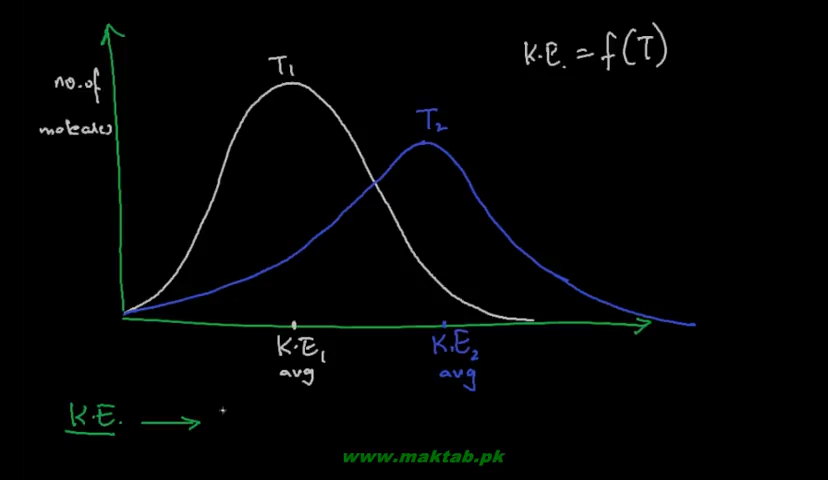 K.E. = f(T)
T1
no. of
molecules
T2
K.E1
avg
K.E2
avg
K.E.
www.maktab.pk